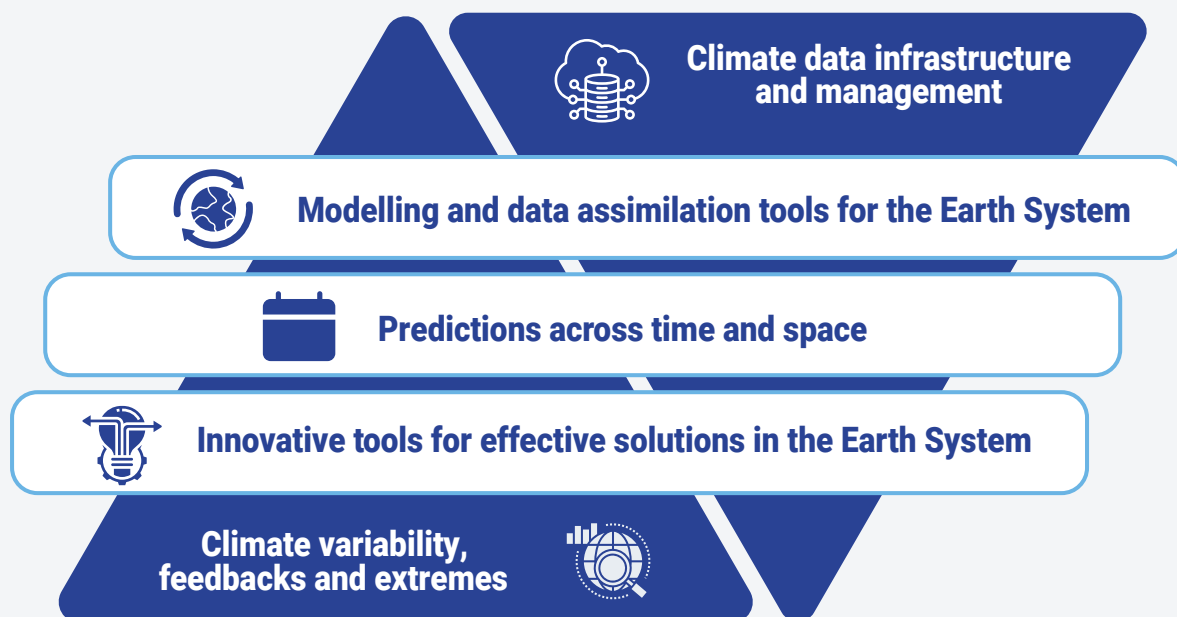 Climate data infrastructure
and management
Modelling and data assimilation tools for the Earth System
Predictions across time and space
Innovative tools for effective solutions in the Earth System
Climate variability,
feedbacks and extremes